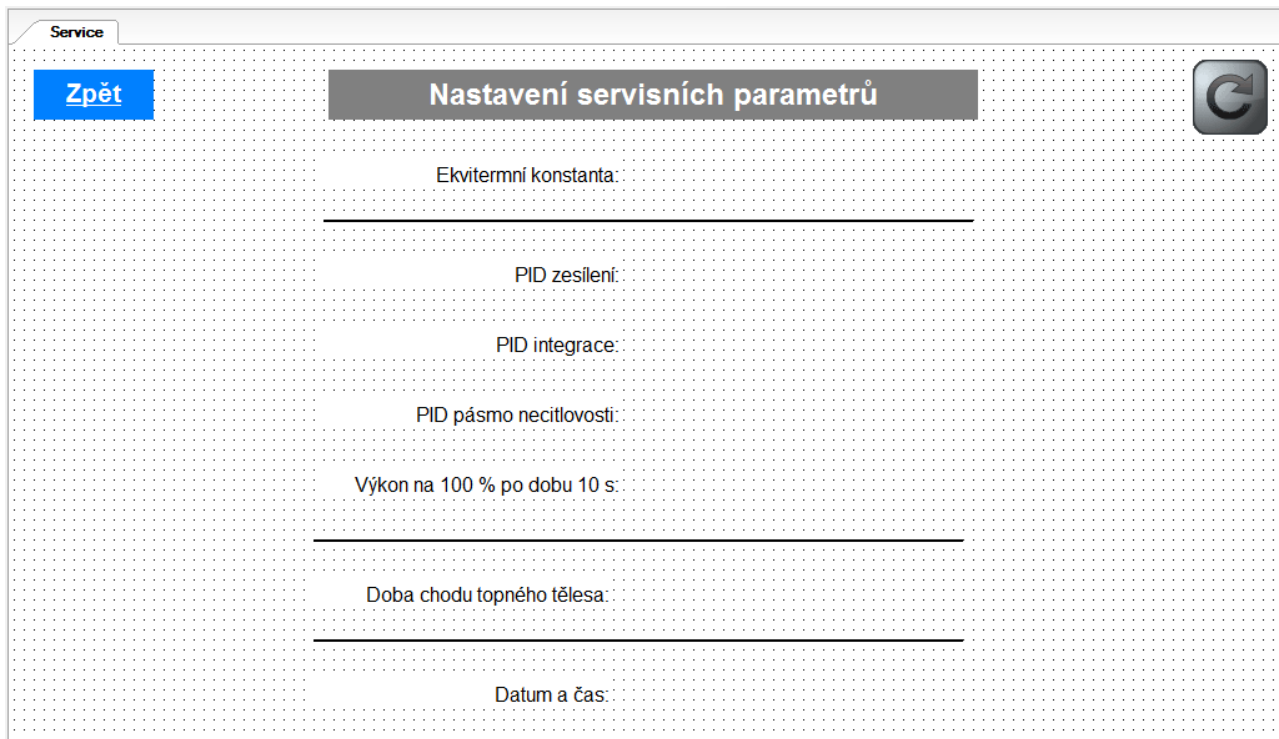 Service
Zpět
Nastavení servisních parametrů
Ekvitermní konstanta:
PID zesílení:
PID integrace:
PID pásmo necitlovosti:
Výkon na 100 % po dobu 10 s:
Doba chodu topného tělesa:
Datum a čas: